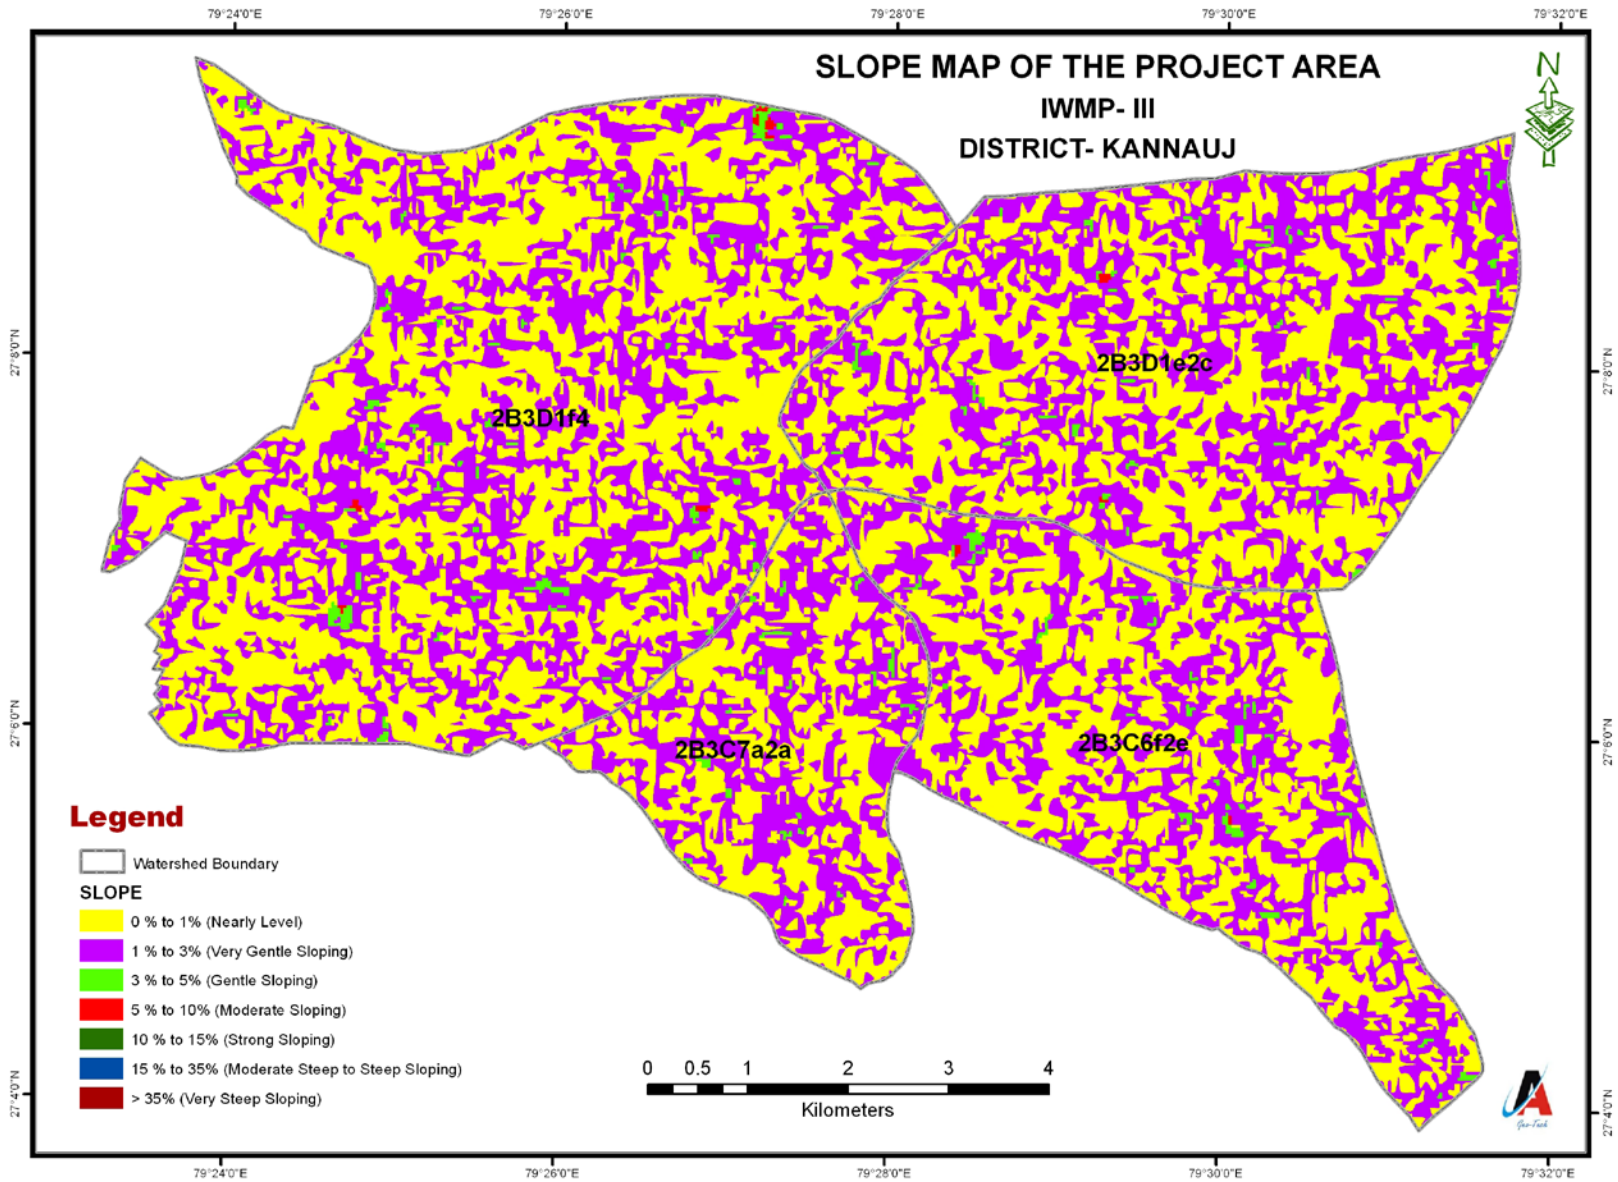 79°24'0"E 79°26'0"E 79°28'0"E 79°30'0"E 79°32'0"E
SLOPE MAP OF THE PROJECT AREA
IWMP- III
DISTRICT- KANNAUJ
N
27°8'0"N
27°8'0"N
2B3D1e2c
2B3D1f4
27°6'0"N
27°6'0"N
2B3C7a2a
2B3C6f2e
Legend
Watershed Boundary
SLOPE
0 % to 1% (Nearly Level)
1 % to 3% (Very Gentle Sloping)
3 % to 5% (Gentle Sloping)
5 % to 10% (Moderate Sloping)
10 % to 15% (Strong Sloping)
15 % to 35% (Moderate Steep to Steep Sloping)
> 35% (Very Steep Sloping)
0 0.5 1 2 3 4
Kilometers
27°4'0"N
27°4'0"N
A
Geo-Tech
79°24'0"E 79°26'0"E 79°28'0"E 79°30'0"E 79°32'0"E